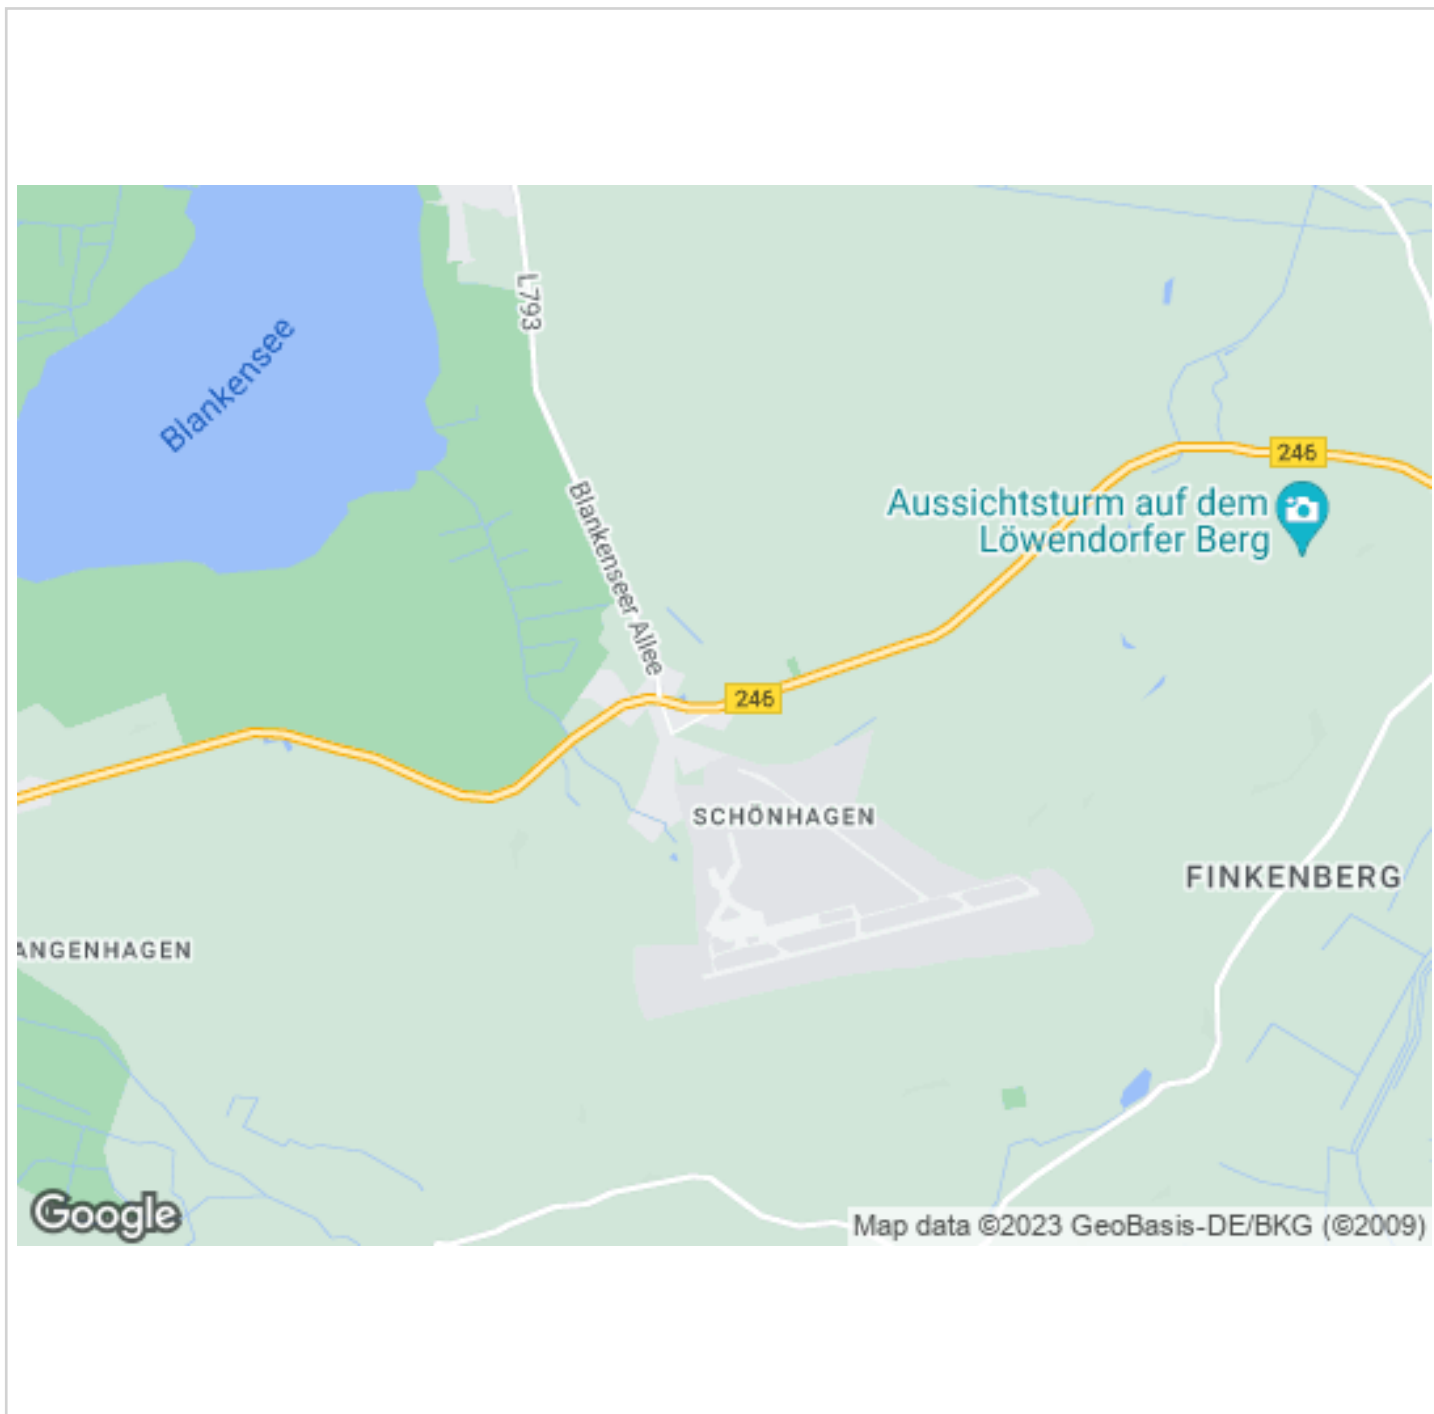 L793
Blankensee
246
Aussichtsturm auf dem
Löwendorfer Berg
Blankenseer Allee
246
SCHÖNHAGEN
FINKENBERG
ANGENHAGEN
Google
Map data ©2023 GeoBasis-DE/BKG (©2009)